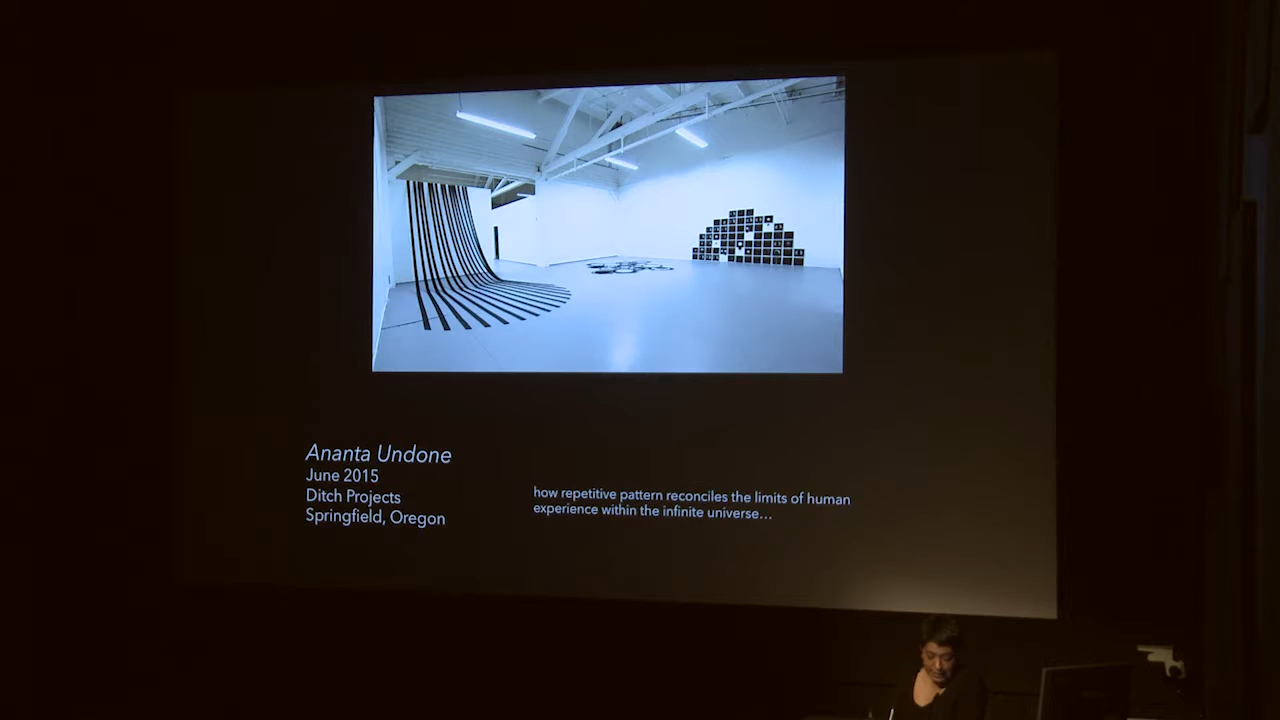 Ananta Undone
June 2015
Ditch Projects
Springfield, Oregon
how repetitive pattern reconciles the limits of human
experience within the infinite universe...